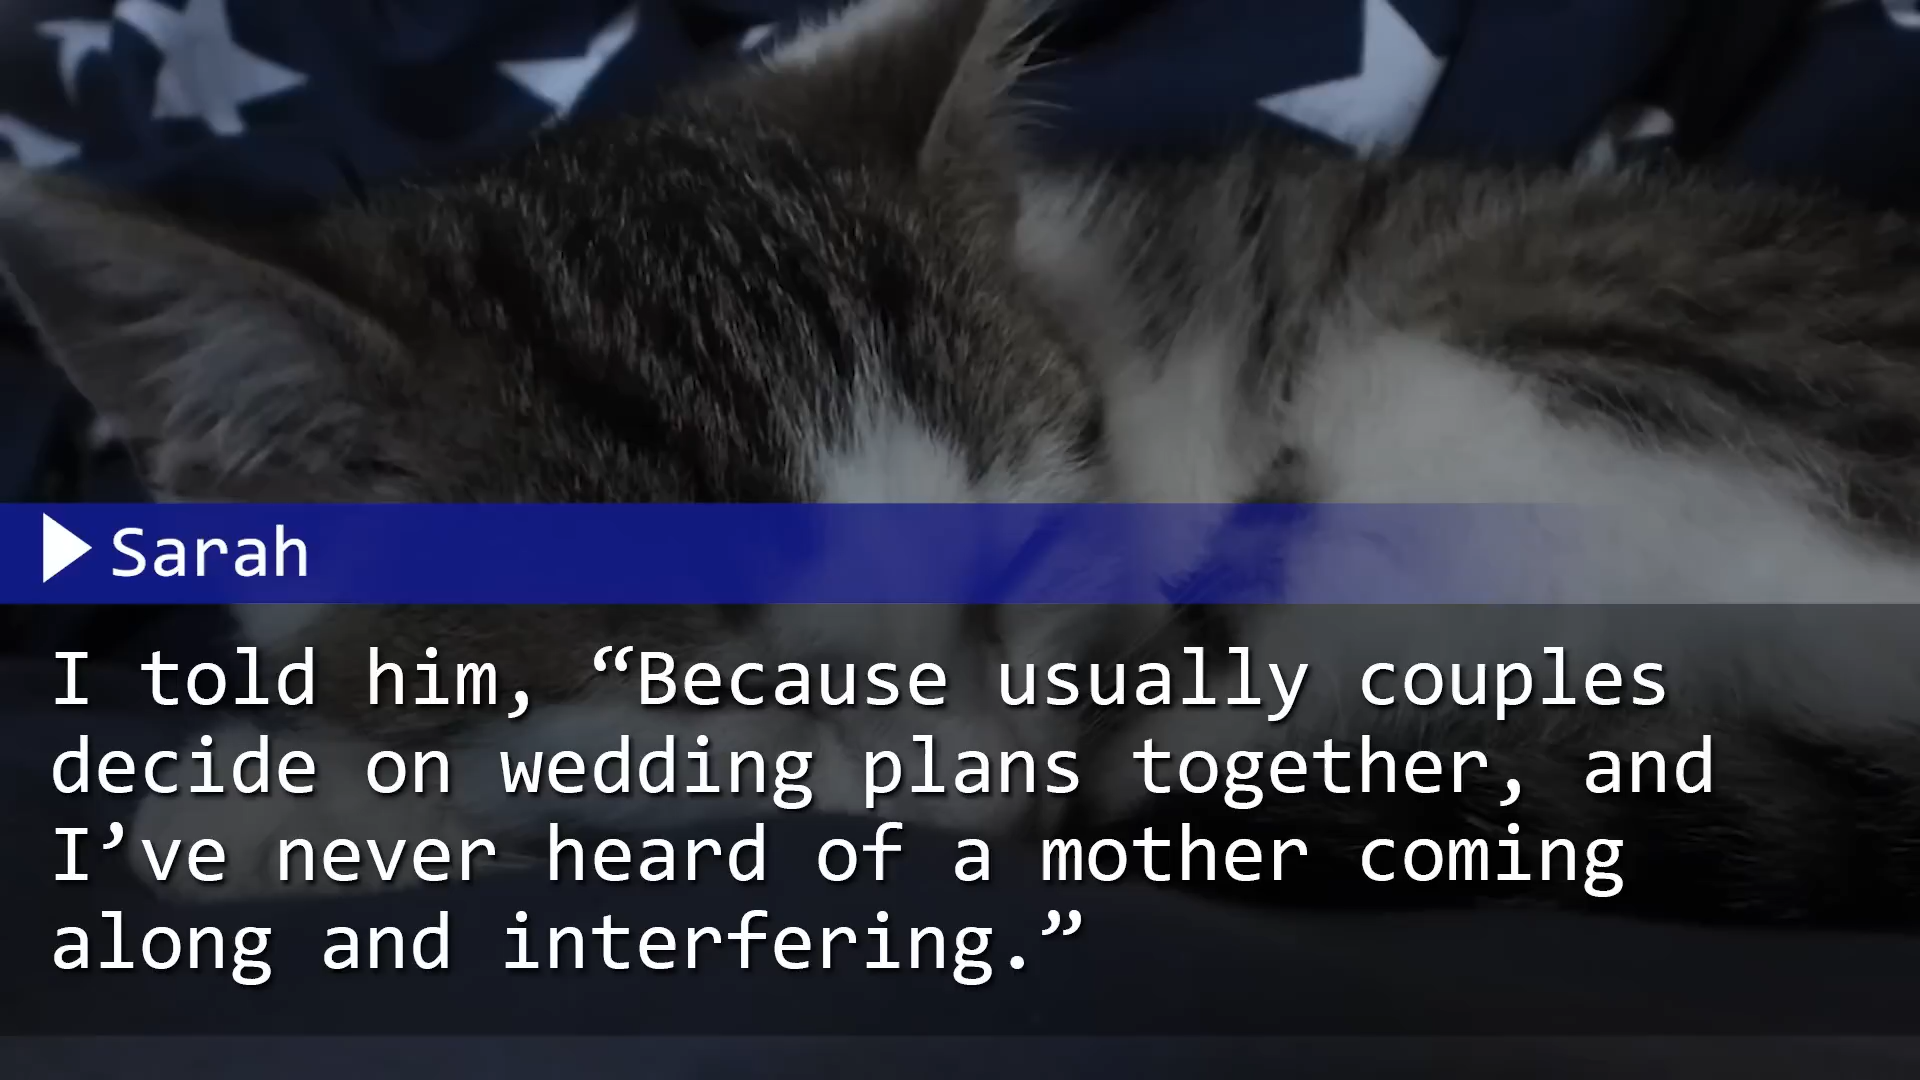 Sarah
I told him, “Because usually couples
decide on wedding plans together, and
I’ve never heard of a mother coming
along and interfering.”